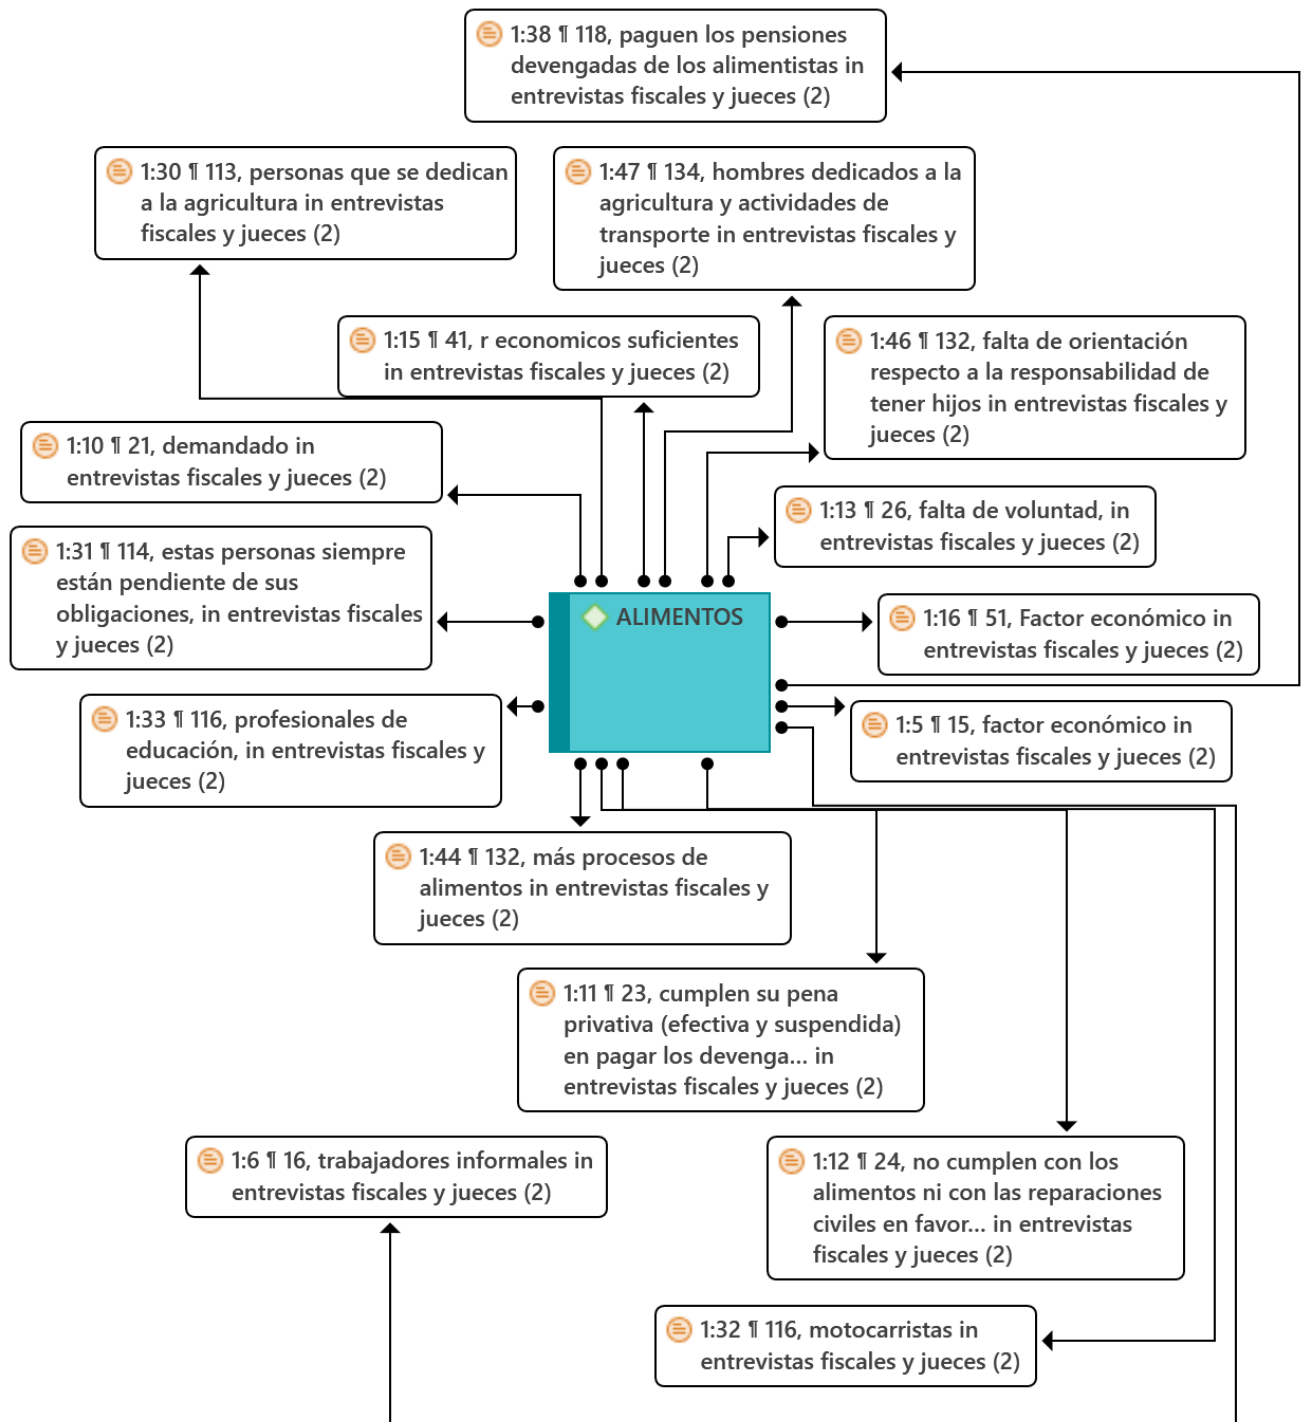 1:38 ¶ 118, paguen los pensiones
devengadas de los alimentistas in
entrevistas fiscales y jueces (2)
1:30 ¶ 113, personas que se dedican
a la agricultura in entrevistas
fiscales y jueces (2)
1:47 ¶ 134, hombres dedicados a la
agricultura y actividades de
transporte in entrevistas fiscales y
jueces (2)
1:15 ¶ 41, r economicos suficientes
in entrevistas fiscales y jueces (2)
1:46 ¶ 132, falta de orientación
respecto a la responsabilidad de
tener hijos in entrevistas fiscales y
jueces (2)
1:10 ¶ 21, demandado in
entrevistas fiscales y jueces (2)
1:13 ¶ 26, falta de voluntad, in
entrevistas fiscales y jueces (2)
1:31 ¶ 114, estas personas siempre
están pendiente de sus
obligaciones, in entrevistas fiscales
y jueces (2)
ALIMENTOS
1:16 ¶ 51, Factor económico in
entrevistas fiscales y jueces (2)
1:33 ¶ 116, profesionales de
educación, in entrevistas fiscales y
jueces (2)
1:5 ¶ 15, factor económico in
entrevistas fiscales y jueces (2)
1:44 ¶ 132, más procesos de
alimentos in entrevistas fiscales y
jueces (2)
1:11 ¶ 23, cumplen su pena
privativa (efectiva y suspendida)
en pagar los devenga... in
entrevistas fiscales y jueces (2)
1:6 ¶ 16, trabajadores informales in
entrevistas fiscales y jueces (2)
1:12 ¶ 24, no cumplen con los
alimentos ni con las reparaciones
civiles en favor... in entrevistas
fiscales y jueces (2)
1:32 ¶ 116, motocarristas in
entrevistas fiscales y jueces (2)